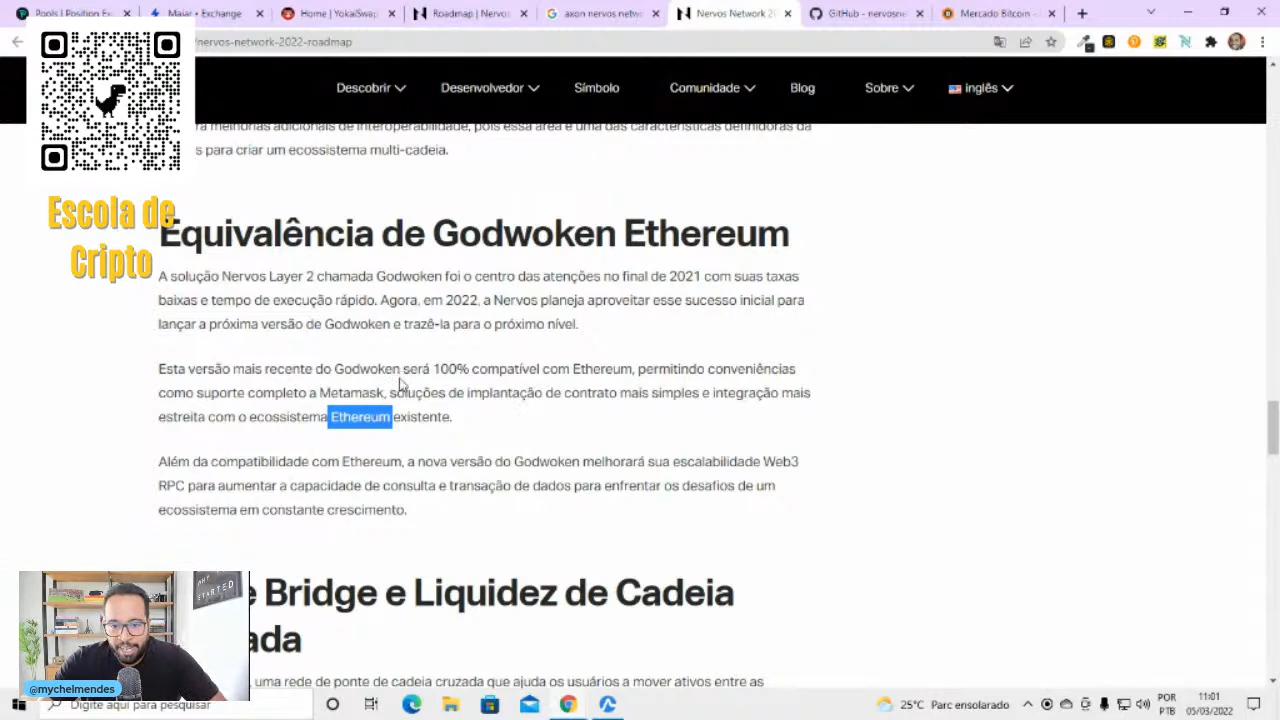 Pools | Position E
Maiar • Exchange
Home | YokaiSwap
Roadmap | Nervos
axon nervos netw
Nervos Network 20
GitHub - nervosne
Mercado Bitcoin -
/nervos-network-2022-roadmap
Descobrir
Desenvolvedor
Símbolo
Comunidade
Blog
Sobre
inglês
melhorias adicionais de interoperabilidade, pois essa área é uma das características definidoras da
s para criar um ecossistema multi-cadeia.
Escola de
Cripto
Equivalência de Godwoken Ethereum
A solução Nervos Layer 2 chamada Godwoken foi o centro das atenções no final de 2021 com suas taxas
baixas e tempo de execução rápido. Agora, em 2022, a Nervos planeja aproveitar esse sucesso inicial para
lançar a próxima versão de Godwoken e trazê-la para o próximo nível.
Esta versão mais recente do Godwoken será 100% compatível com Ethereum, permitindo conveniências
como suporte completo a Metamask, soluções de implantação de contrato mais simples e integração mais
estreita com o ecossistema Ethereum existente.
Além da compatibilidade com Ethereum, a nova versão do Godwoken melhorará sua escalabilidade Web3
RPC para aumentar a capacidade de consulta e transação de dados para enfrentar os desafios de um
ecossistema em constante crescimento.
e Bridge e Liquidez de Cadeia
ada
uma rede de ponte de cadeia cruzada que ajuda os usuários a mover ativos entre as
STARTED
@mychelmendes
Digite aqui para pesquisar
25°C Parc ensolarado
POR
PTB
11:01
05/03/2022